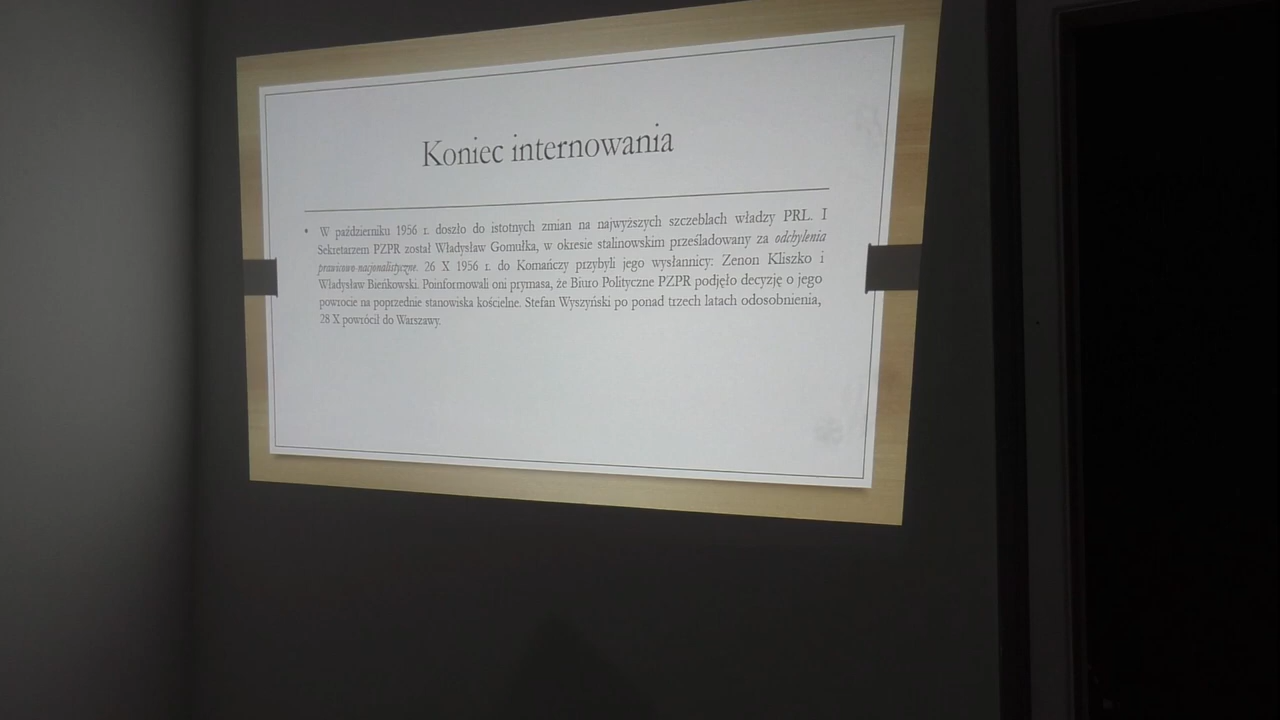 Koniec internowania
• W październiku 1956 r. doszło do istotnych zmian na najwyższych szczeblach władzy PRL. I
Sekretarzem PZPR został Władysław Gomułka, w okresie stalinowskim prześladowany za odchylenia
prawicowo-nacjonalistyczne. 26 X 1956 r. do Komańczy przybyli jego wysłannicy: Zenon Kliszko i
Władysław Bieńkowski. Poinformowali oni prymasa, że Biuro Polityczne PZPR podjęło decyzję o jego
powrocie na poprzednie stanowiska kościelne. Stefan Wyszyński po ponad trzech latach odosobnienia,
28 X powrócił do Warszawy.